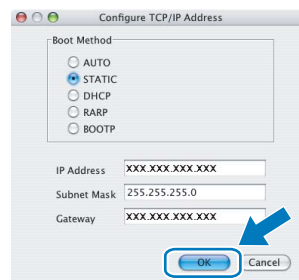 Configure TCP/IP Address
Boot Method
AUTO
STATIC
DHCP
RARP
BOOTP
IP Address XXX.XXX.XXX.XXX
Subnet Mask 255.255.255.0
Gateway XXX.XXX.XXX.XXX
OK Cancel